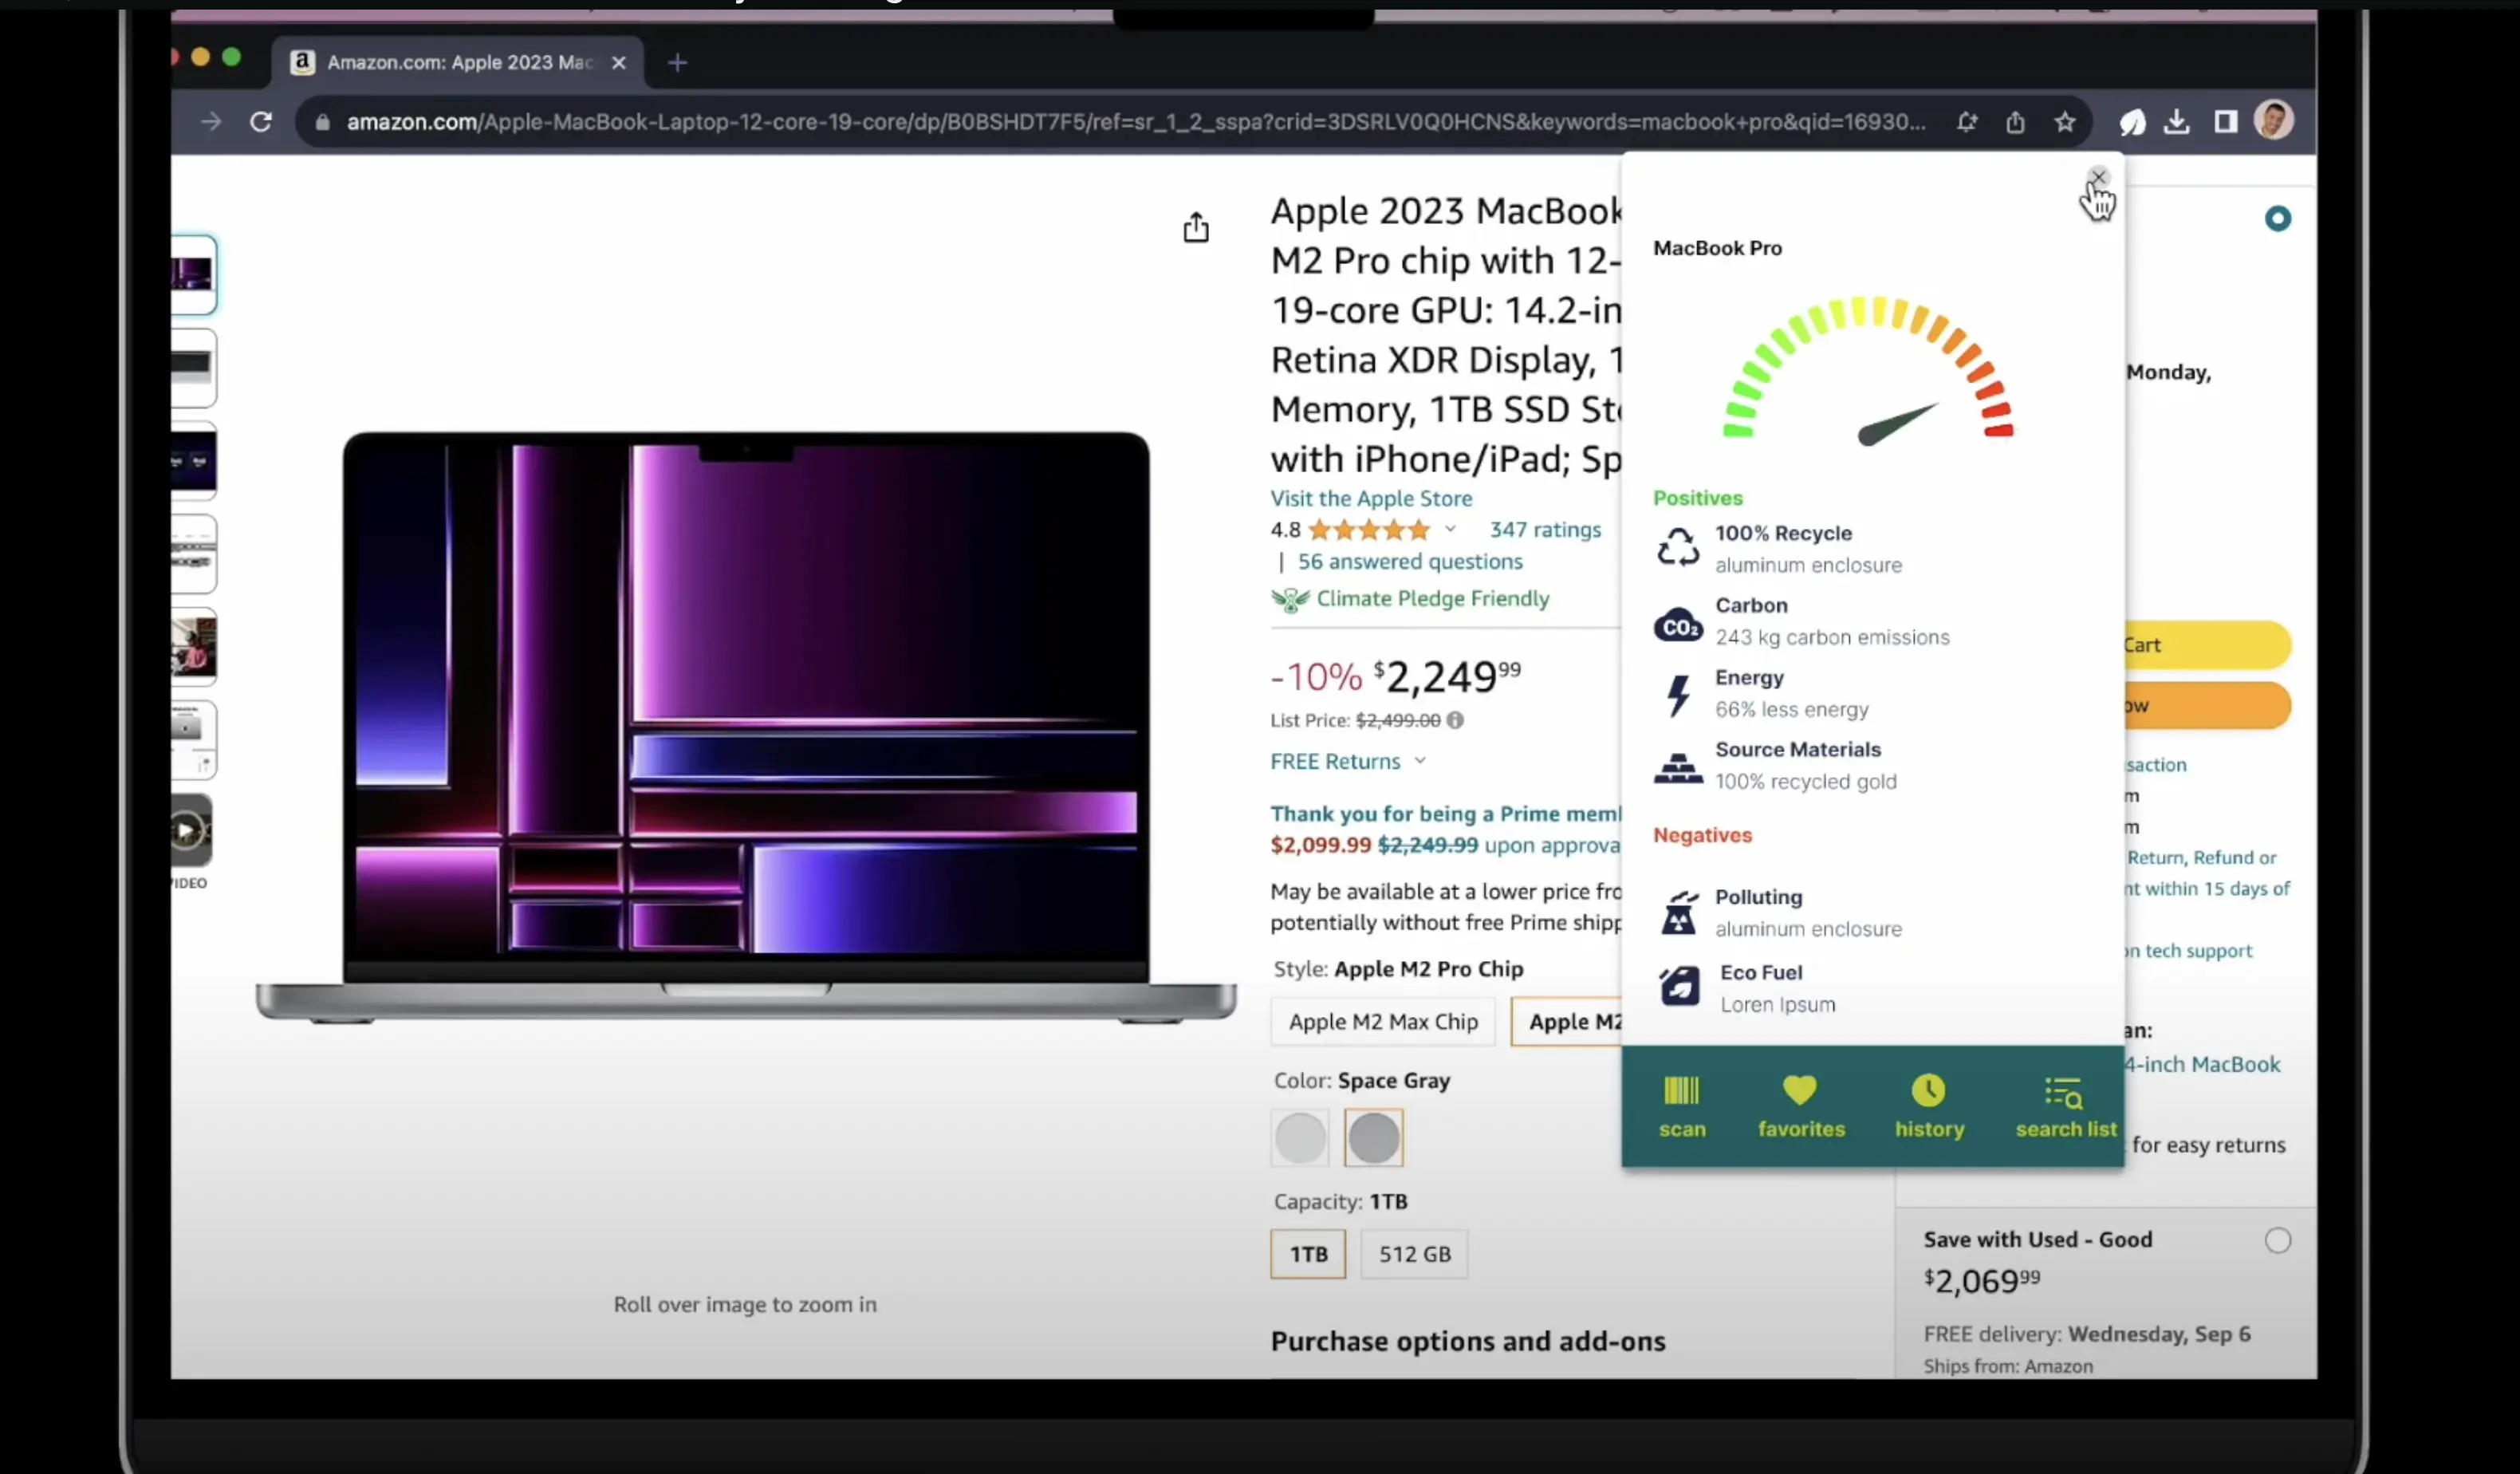 Amazon.com: Apple 2023 Mac
amazon.com/Apple-MacBook-Laptop-12-core-19-core/dp/B0BSHDT7F5/ref=sr_1_2_sspa?crid=3DSRLV0Q0HCNS&keywords=macbook+pro&qid=16930...
VIDEO
Roll over image to zoom in
Apple 2023 MacBook
M2 Pro chip with 12-
19-core GPU: 14.2-in
Retina XDR Display, 1
Memory, 1TB SSD Sto
with iPhone/iPad; Sp
Visit the Apple Store
4.8 347 ratings
| 56 answered questions
Climate Pledge Friendly
-10% $2,249.99
List Price: $2,499.00
FREE Returns
Thank you for being a Prime mem
$2,099.99 $2,249.99 upon approva
May be available at a lower price fro
potentially without free Prime shipp
Style: Apple M2 Pro Chip
Apple M2 Max Chip
Apple M2
Color: Space Gray
Capacity: 1TB
1TB
512 GB
Purchase options and add-ons
MacBook Pro
Positives
100% Recycle
aluminum enclosure
Carbon
CO2
243 kg carbon emissions
Energy
66% less energy
Source Materials
100% recycled gold
Negatives
Polluting
aluminum enclosure
Eco Fuel
Loren Ipsum
scan
favorites
history
search list
Monday,
Cart
ow
saction
m
m
Return, Refund or
nt within 15 days of
on tech support
an:
4-inch MacBook
for easy returns
Save with Used - Good
$2,069.99
FREE delivery: Wednesday, Sep 6
Ships from: Amazon